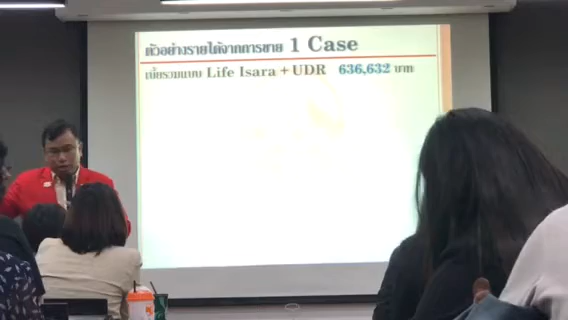 ตัวอย่างรายได้จากการขาย 1 Case
เบี้ยรวมแบบ Life Isara + UDR 636,632 บาท